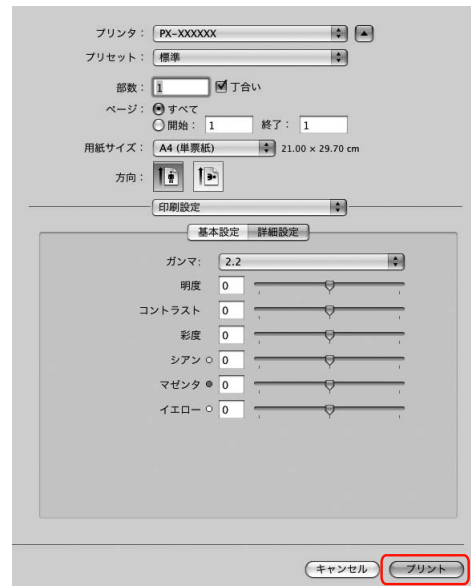 プリンタ： PX-XXXXXX
プリセット： 標準
部数： 1 丁合い
ページ： すべて
開始： 1 終了： 1
用紙サイズ： A4 (単票紙) 21.00 x 29.70 cm
方向：
印刷設定
基本設定 詳細設定
ガンマ: 2.2
明度 0
コントラスト 0
彩度 0
シアン 0
マゼンタ 0
イエロー 0
キャンセル プリント